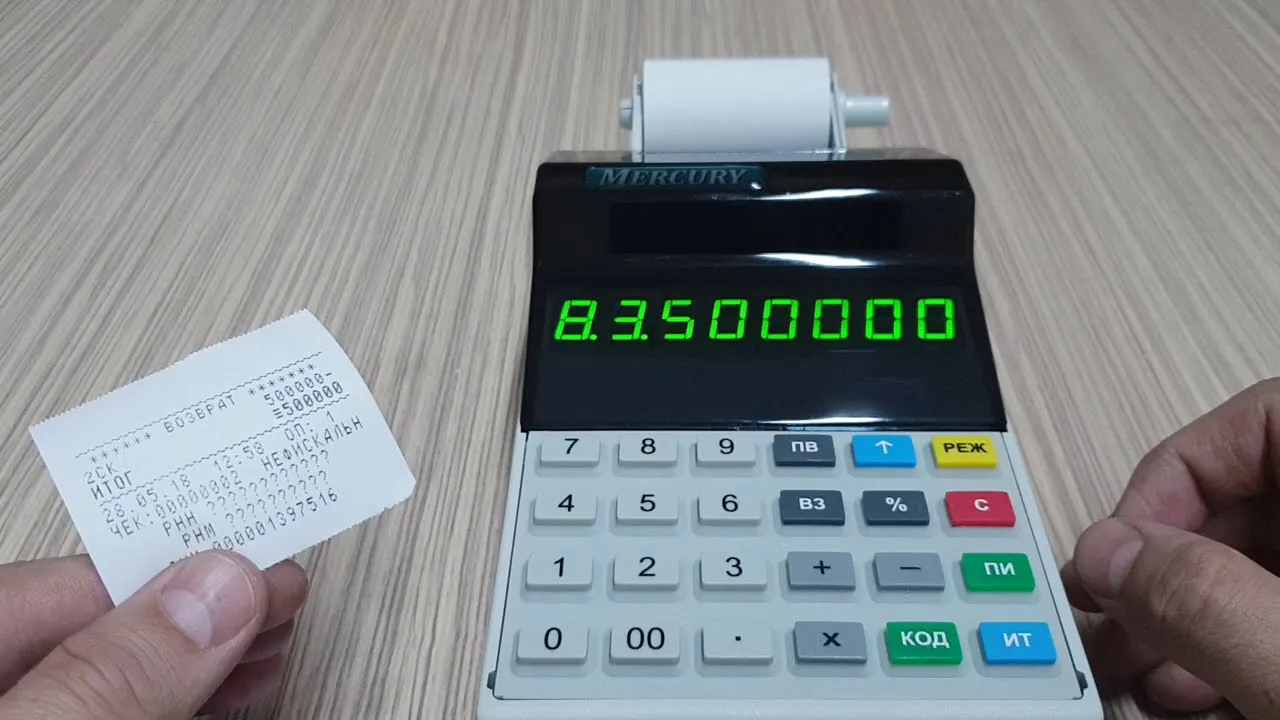 MERCURY
8.3.500000
****** ВОЗВРАТ *******
2СК 500000-
ИТОГ ≡500000
28.05.18 12:58 ОП: 1
ЧЕК:00000002 НЕФИСКАЛЬН
РНН ????????????
РНМ ????????????
00001397516
7 8 9 ПВ ↑ РЕЖ
4 5 6 ВЗ % С
1 2 3 + − ПИ
0 00 · X КОД ИТ